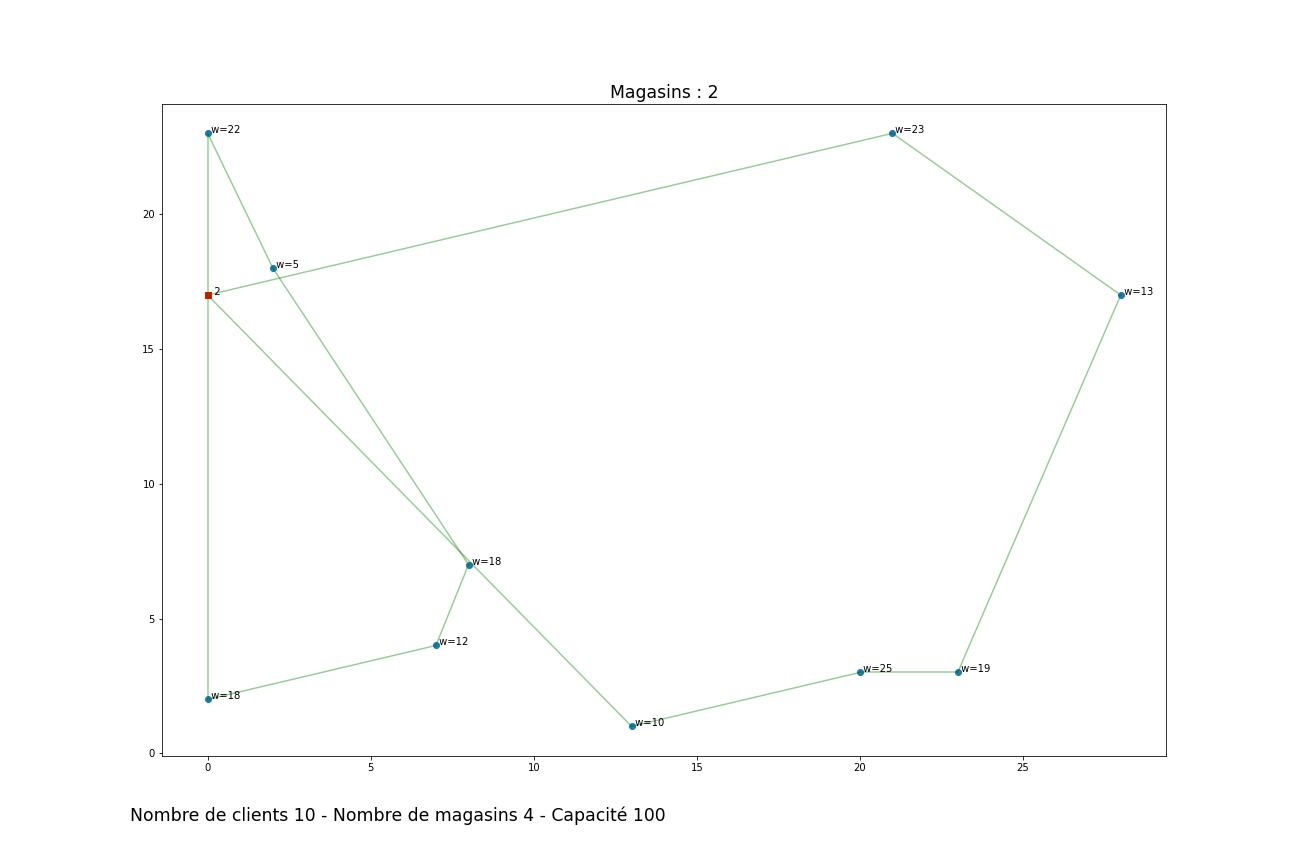 Magasins : 2
w=22
w=23
20
w=5
2
w=13
15
10
w=18
5
w=12
w=25
w=19
w=18
w=10
0
0 5 10 15 20 25
Nombre de clients 10 - Nombre de magasins 4 - Capacité 100